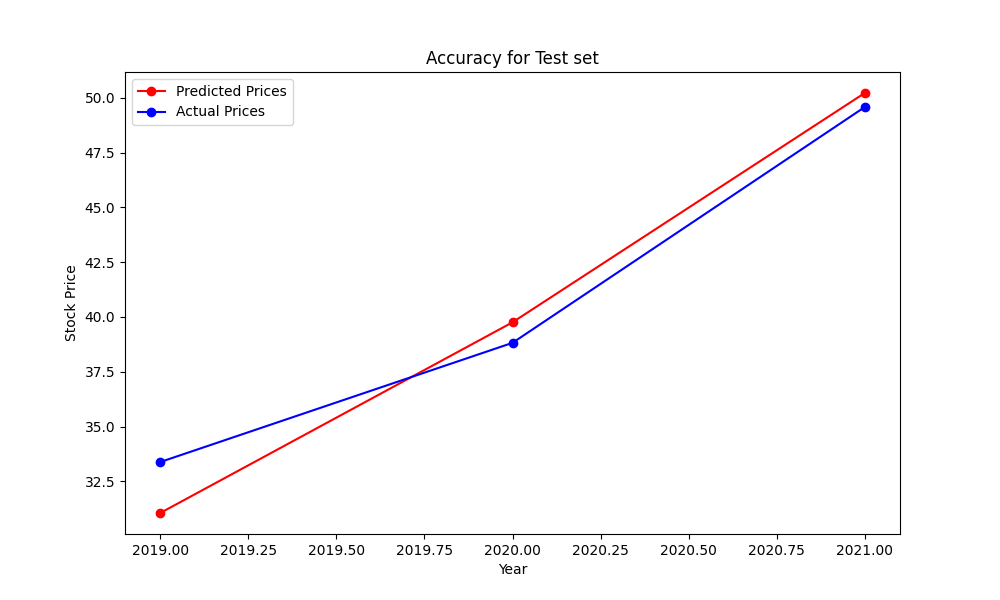 Accuracy for Test set
Predicted Prices
Actual Prices
50.0
47.5
45.0
42.5
40.0
37.5
35.0
32.5
Stock Price
2019.00 2019.25 2019.50 2019.75 2020.00 2020.25 2020.50 2020.75 2021.00
Year